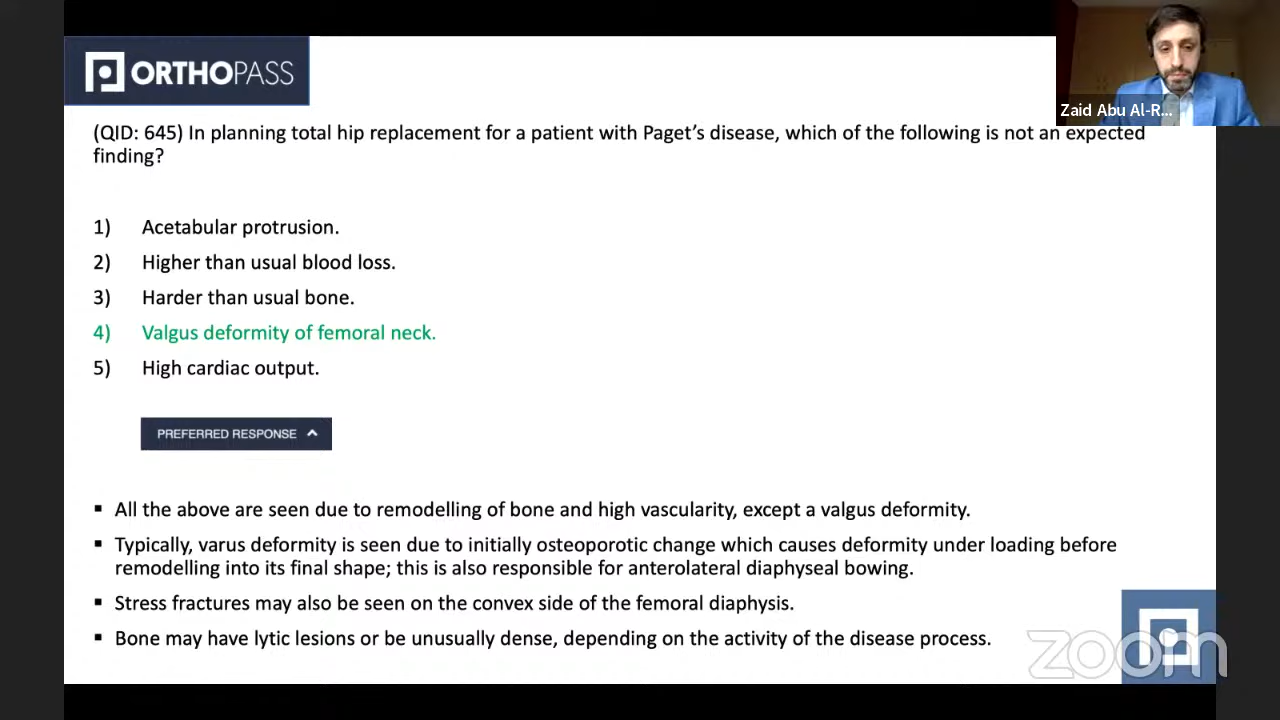 ORTHOPASS
Zaid Abu Al-R...
(QID: 645) In planning total hip replacement for a patient with Paget’s disease, which of the following is not an expected
finding?
1) Acetabular protrusion.
2) Higher than usual blood loss.
3) Harder than usual bone.
4) Valgus deformity of femoral neck.
5) High cardiac output.
PREFERRED RESPONSE
▪ All the above are seen due to remodelling of bone and high vascularity, except a valgus deformity.
▪ Typically, varus deformity is seen due to initially osteoporotic change which causes deformity under loading before
remodelling into its final shape; this is also responsible for anterolateral diaphyseal bowing.
▪ Stress fractures may also be seen on the convex side of the femoral diaphysis.
▪ Bone may have lytic lesions or be unusually dense, depending on the activity of the disease process.
zoom